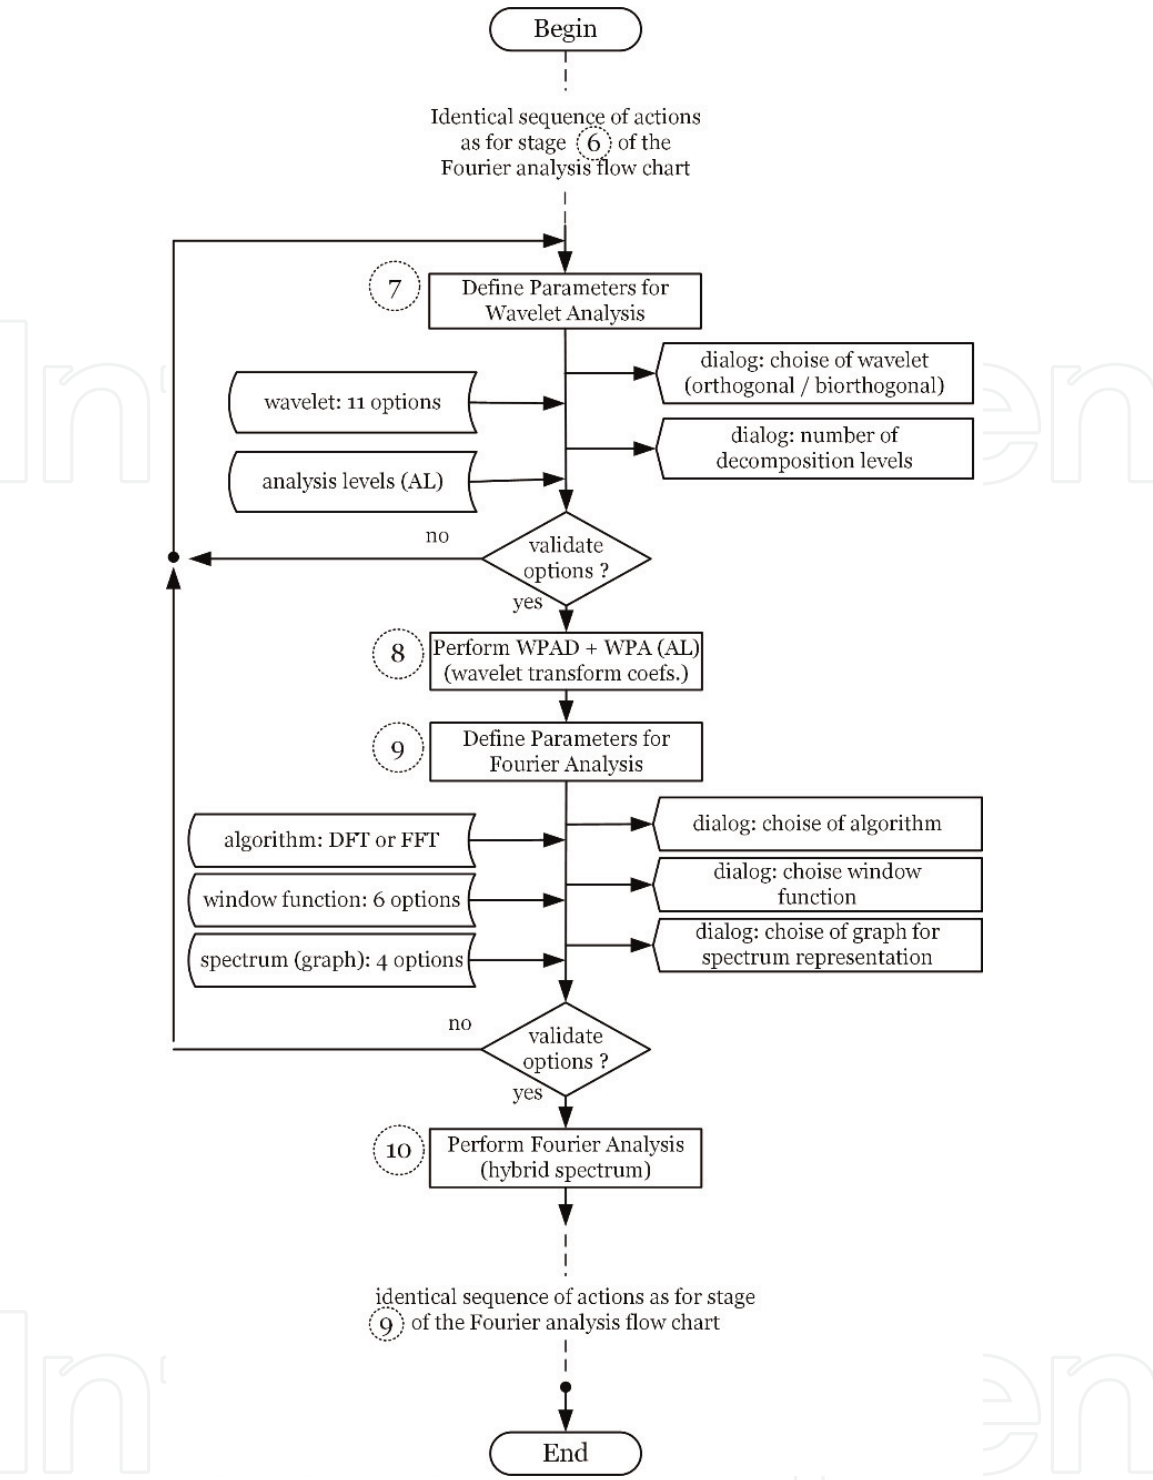 Begin
Identical sequence of actions
as for stage 6 of the
Fourier analysis flow chart
7
Define Parameters for
Wavelet Analysis
dialog: choise of wavelet
(orthogonal / biorthogonal)
wavelet: 11 options
dialog: number of
decomposition levels
analysis levels (AL)
no
validate
options ?
yes
8
Perform WPAD + WPA (AL)
(wavelet transform coefs.)
9
Define Parameters for
Fourier Analysis
algorithm: DFT or FFT
dialog: choise of algorithm
window function: 6 options
dialog: choise window
function
spectrum (graph): 4 options
dialog: choise of graph for
spectrum representation
no
validate
options ?
yes
10
Perform Fourier Analysis
(hybrid spectrum)
identical sequence of actions as for stage
9 of the Fourier analysis flow chart
End